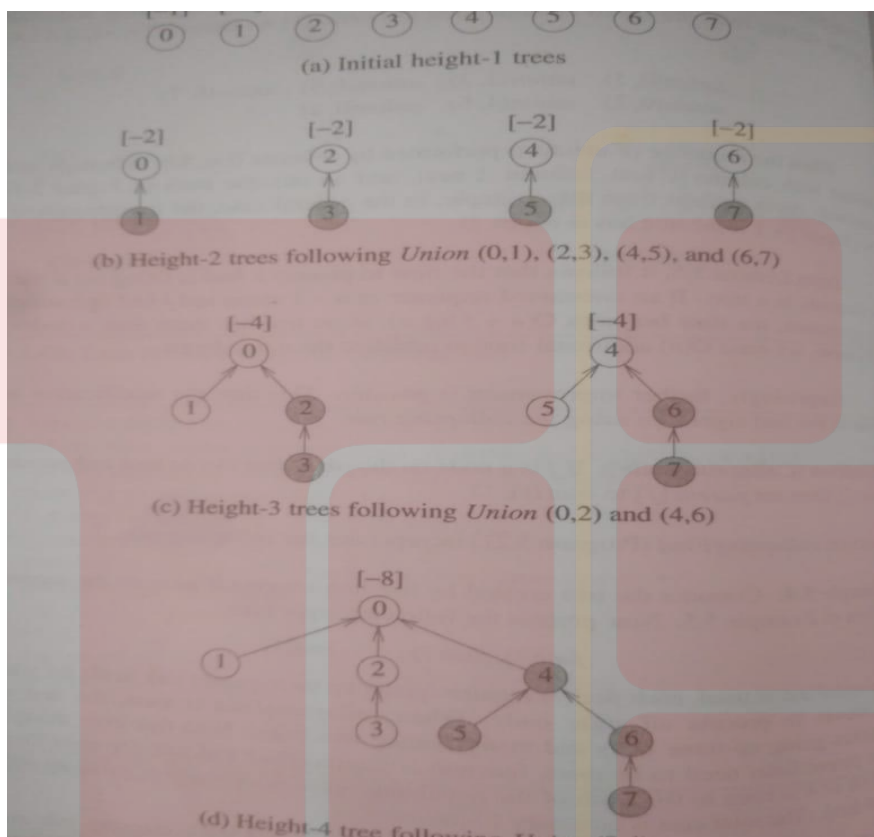 0 1 2 3 4 5 6 7
(a) Initial height-1 trees
[−2] [−2] [−2] [−2]
0 2 4 6
1 3 5 7
(b) Height-2 trees following Union (0,1), (2,3), (4,5), and (6,7)
[−4] [−4]
0 4
1 2 5 6
3 7
(c) Height-3 trees following Union (0,2) and (4,6)
[−8]
0
1 2 4
3 5 6
7
(d) Height-4 tree following